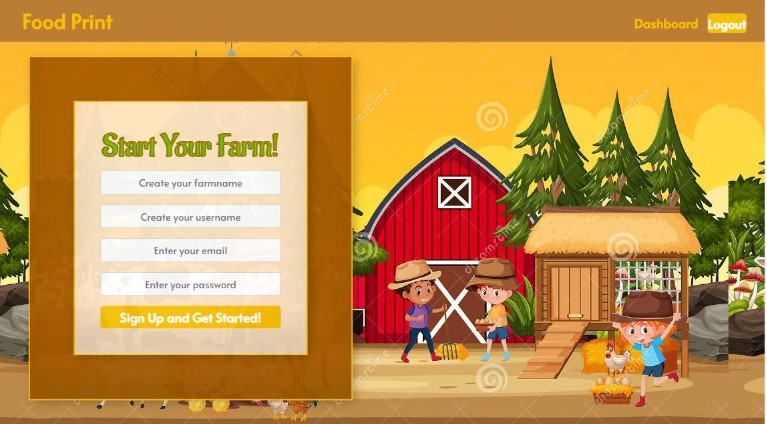 Food Print
Dashboard Logout
Start Your Farm!
Create your farmname
Create your username
Enter your email
Enter your password
Sign Up and Get Started!
dreamstime